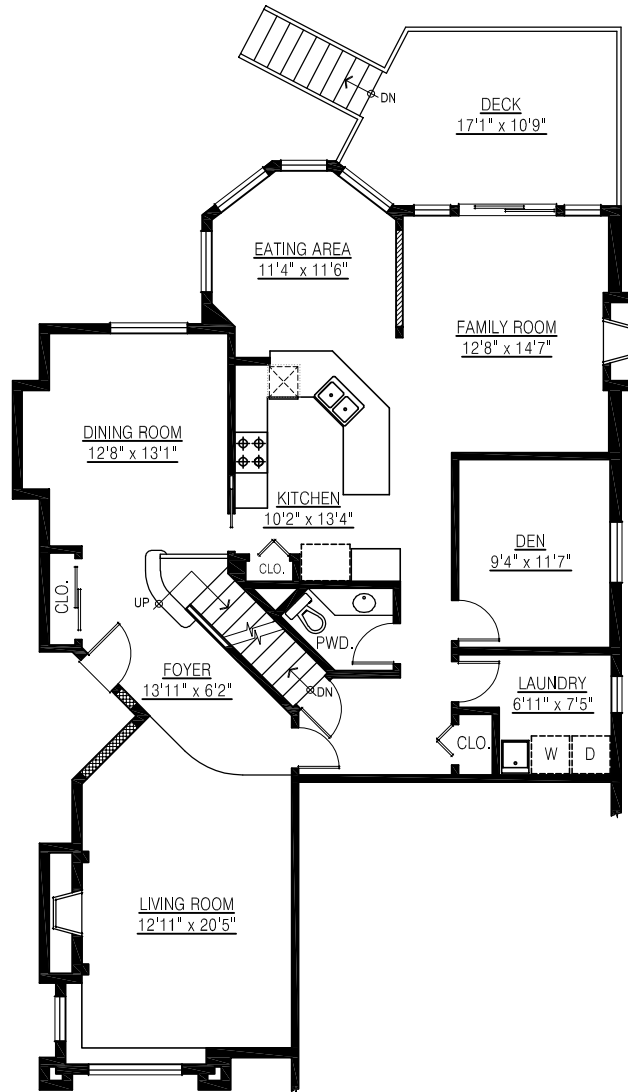 DN
DECK
17'1" x 10'9"
EATING AREA
11'4" x 11'6"
FAMILY ROOM
12'8" x 14'7"
DINING ROOM
12'8" x 13'1"
KITCHEN
10'2" x 13'4"
DEN
9'4" x 11'7"
CLO.
CLO.
UP
PWD.
FOYER
13'11" x 6'2"
DN
LAUNDRY
6'11" x 7'5"
CLO.
W
D
LIVING ROOM
12'11" x 20'5"